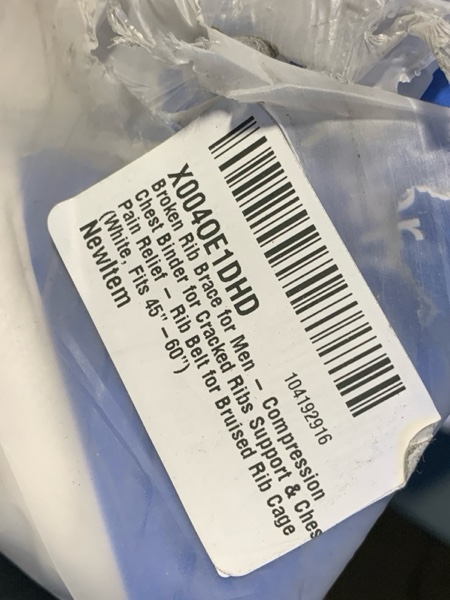 X004OE1DHD
Broken Rib Brace for Men – Compression
Chest Binder for Cracked Ribs Support & Ches
Pain Relief – Rib Belt for Bruised Rib Cage
(White, Fits 45" – 60")
NewItem
104192916